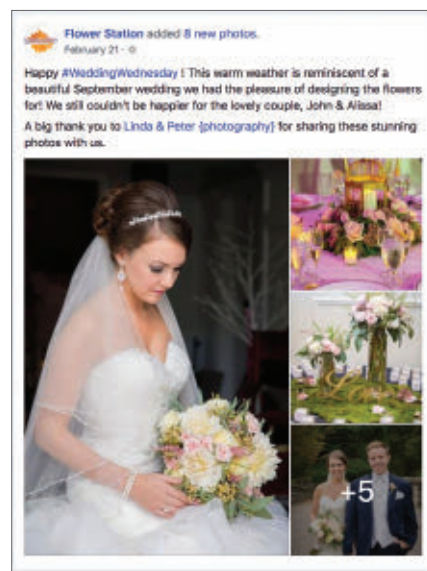 Flower Station added 8 new photos.
February 21 ·
Happy #WeddingWednesday ! This warm weather is reminiscent of a
beautiful September wedding we had the pleasure of designing the flowers
for! We still couldn't be happier for the lovely couple, John & Alissa!
A big thank you to Linda & Peter {photography} for sharing these stunning
photos with us.
Love
+5